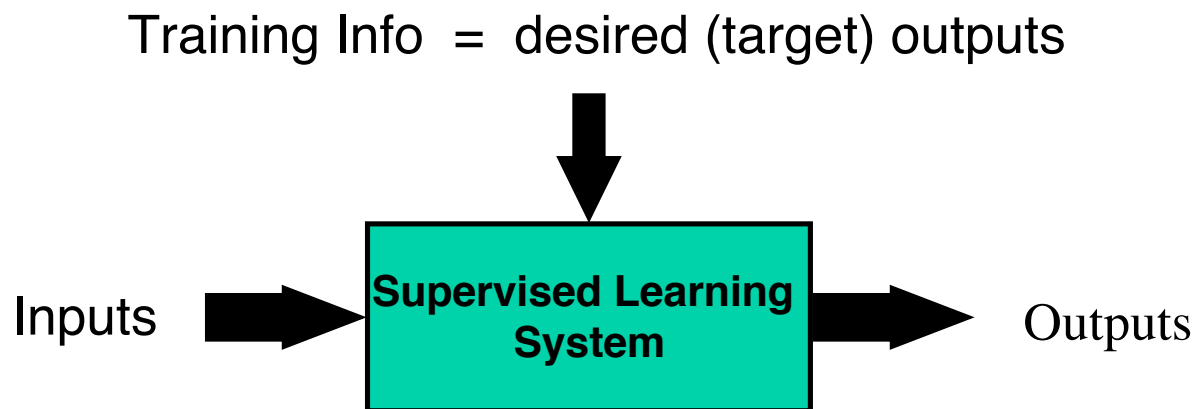 Training Info = desired (target) outputs
Inputs
Supervised Learning
System
Outputs